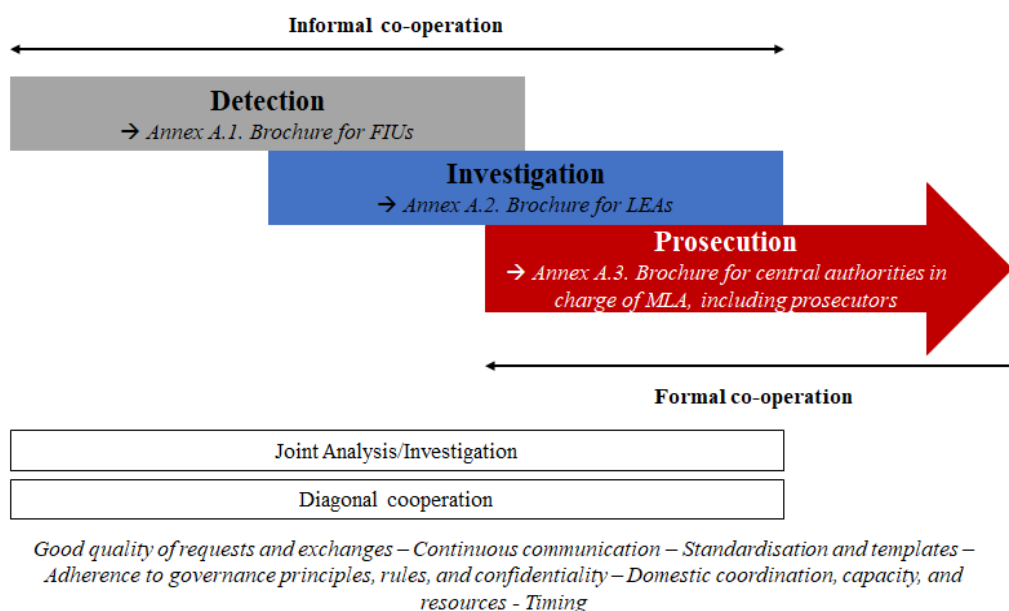 Informal co-operation
Detection
→ Annex A.1. Brochure for FIUs
Investigation
→ Annex A.2. Brochure for LEAs
Prosecution
→ Annex A.3. Brochure for central authorities in
charge of MLA, including prosecutors
Formal co-operation
Joint Analysis/Investigation
Diagonal cooperation
Good quality of requests and exchanges – Continuous communication – Standardisation and templates –
Adherence to governance principles, rules, and confidentiality – Domestic coordination, capacity, and
resources - Timing